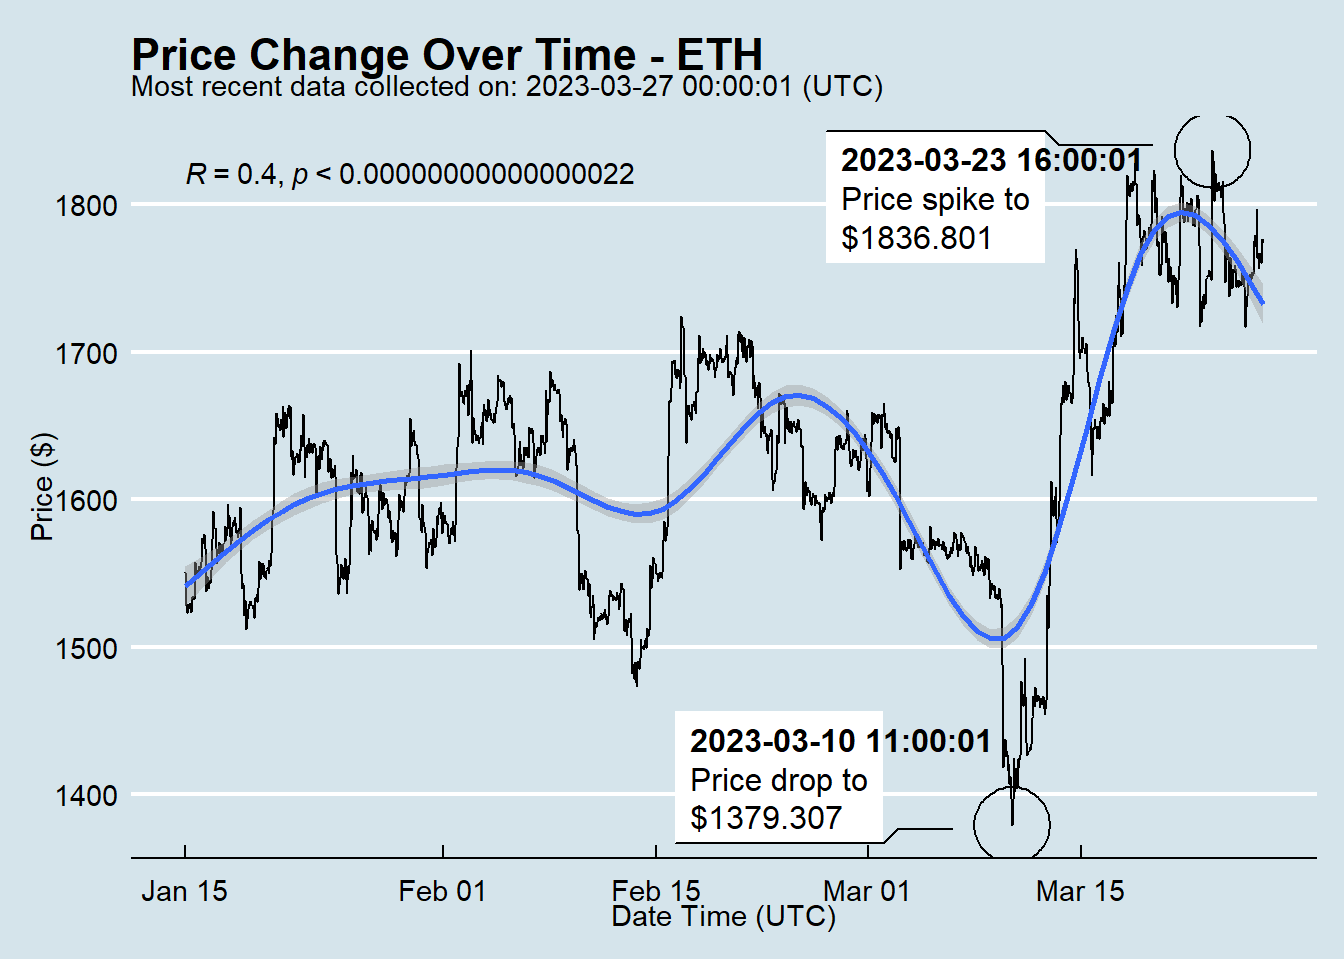 Price Change Over Time - ETH
Most recent data collected on: 2023-03-27 00:00:01 (UTC)
R = 0.4, p < 0.00000000000000022
2023-03-23 16:00:01
Price spike to
$1836.801
1800
1700
1600
1500
1400
Price ($)
2023-03-10 11:00:01
Price drop to
$1379.307
Jan 15 Feb 01 Feb 15 Mar 01 Mar 15
Date Time (UTC)